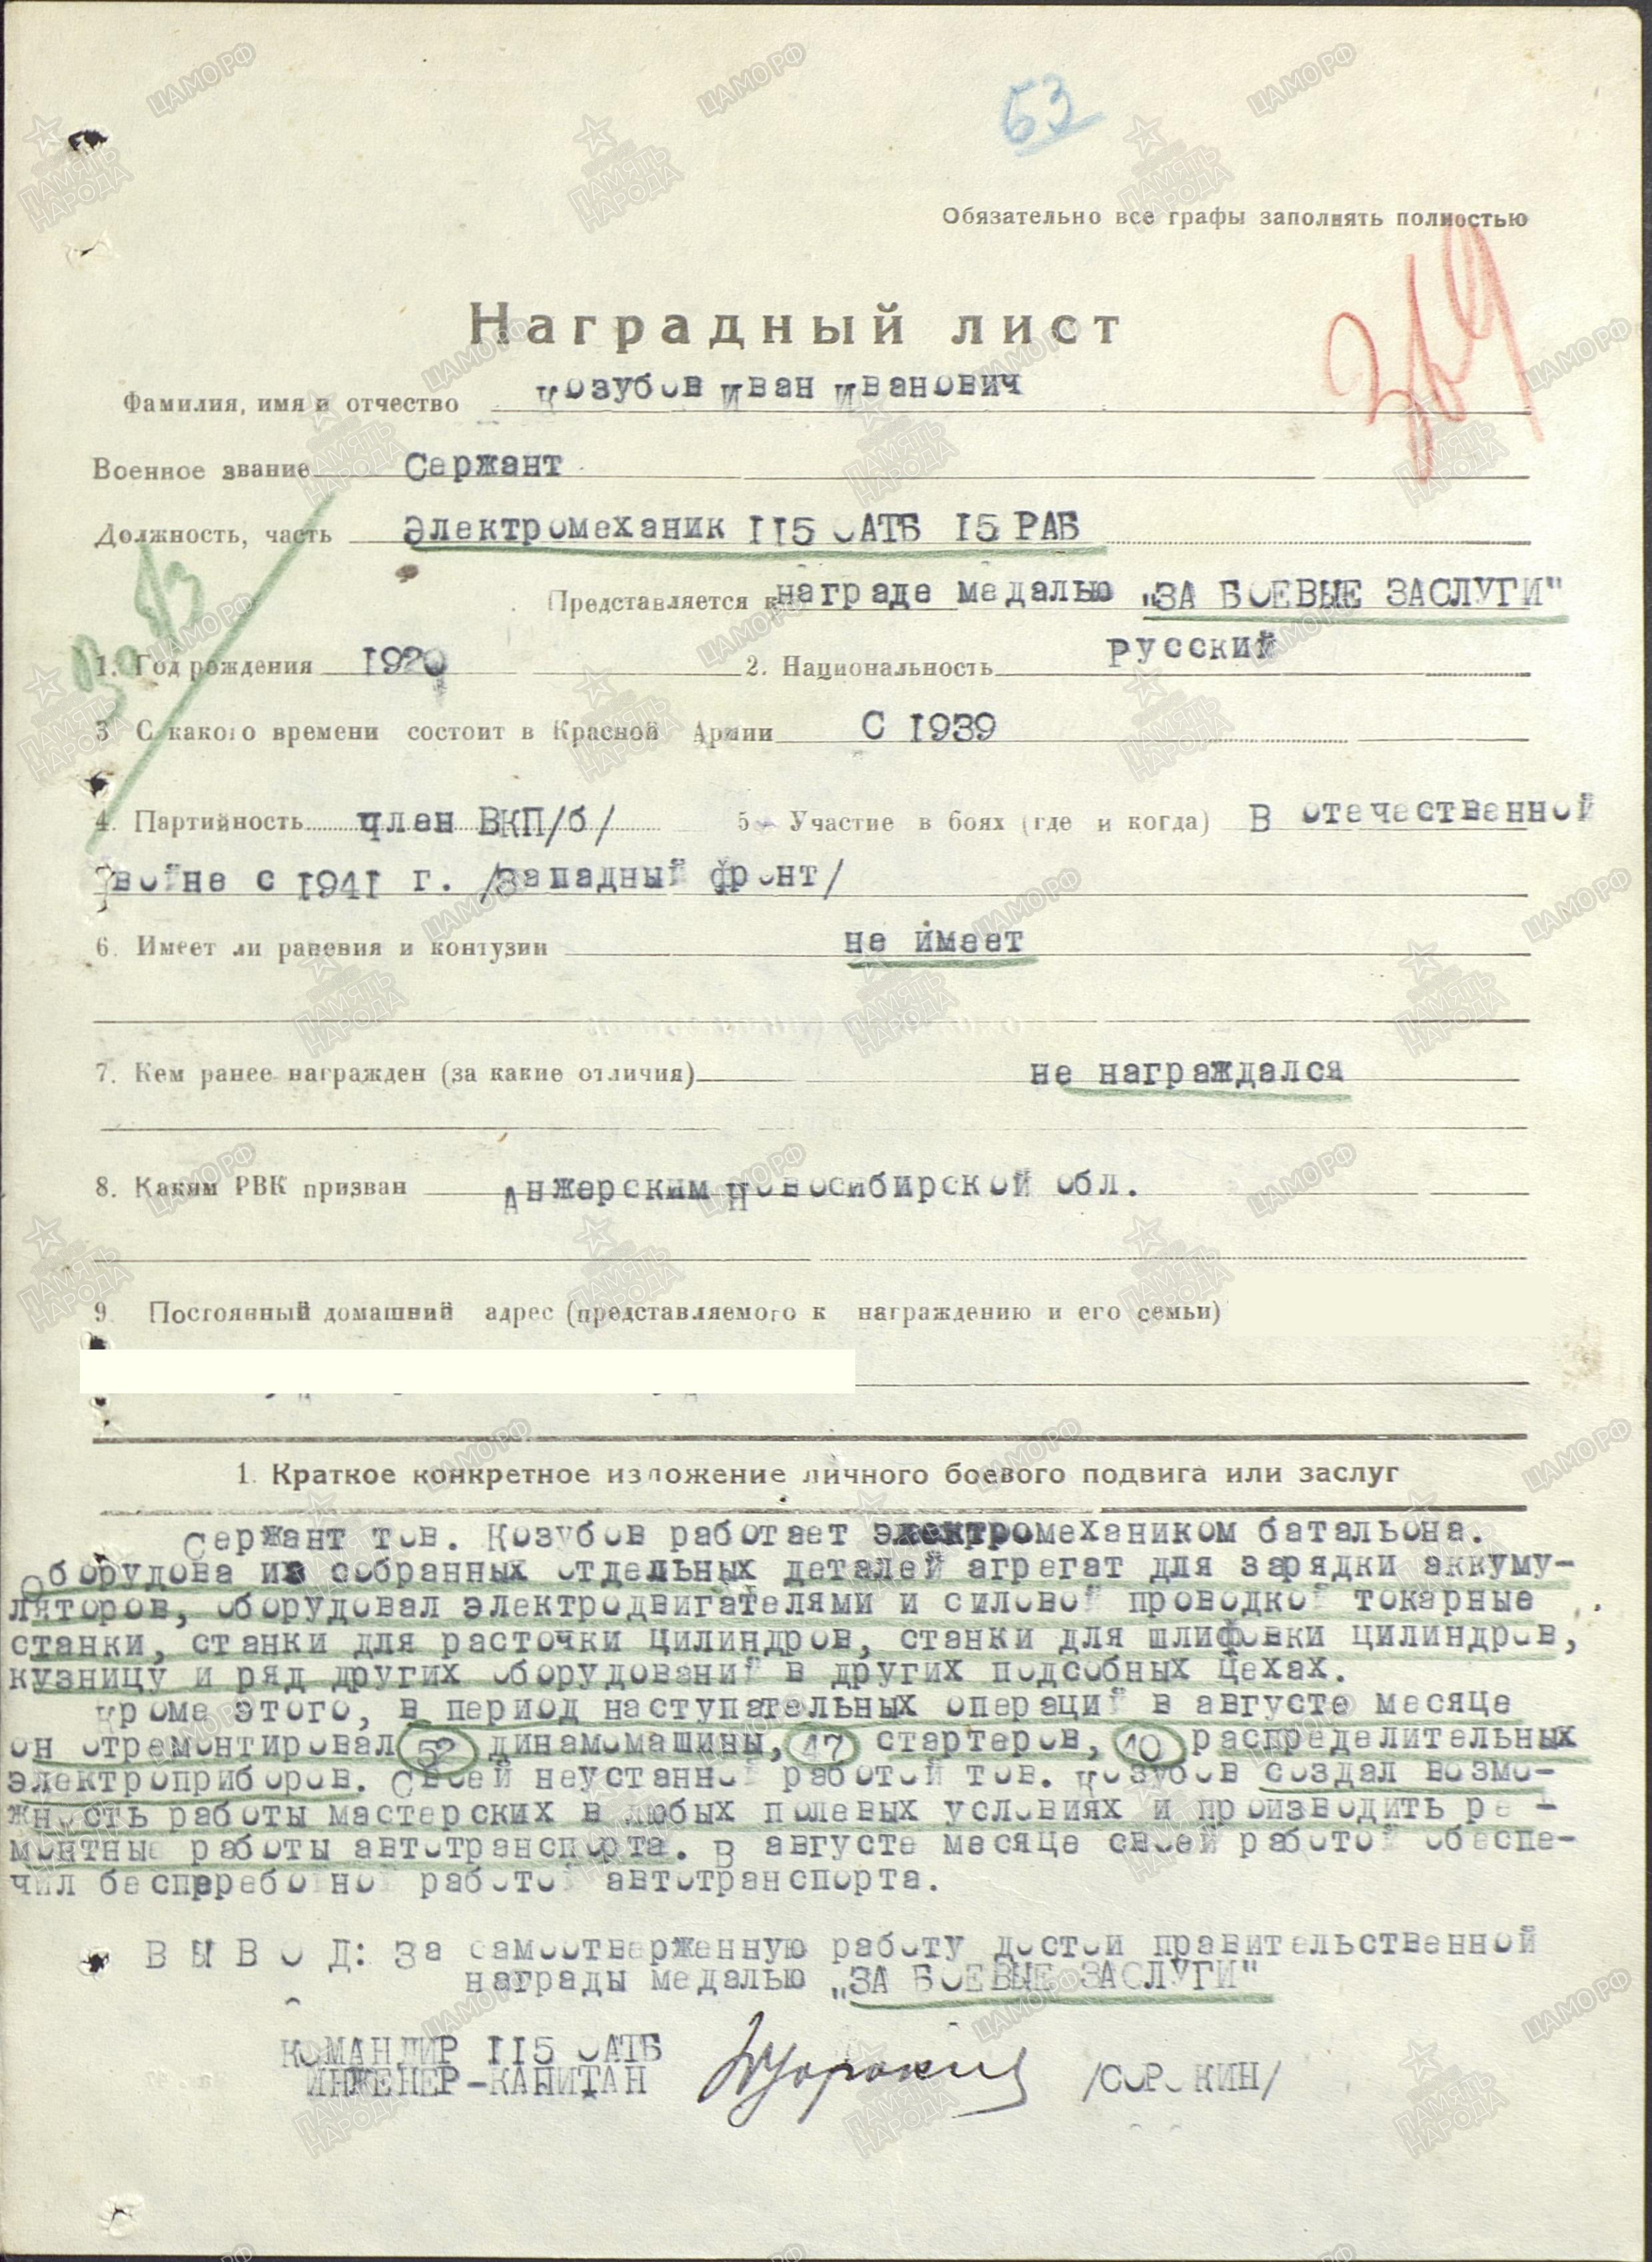 53
Обязательно все графы заполнять полностью
369
Наградный лист
Фамилия, имя и отчество Козубов Иван Иванович
Военное звание Сержант
Должность, часть Электромеханик 115 ОАТБ 15 РАБ
Представляется к награде медалью „ЗА БОЕВЫЕ ЗАСЛУГИ"
1. Год рождения 1920 2. Национальность Русский
3 С какого времени состоит в Красной Армии С 1939
4. Партийность член ВКП/б/ 5. Участие в боях (где и когда) В Отечественной
войне с 1941 г. /Западный фронт/
6. Имеет ли ранения и контузии не имеет
7. Кем ранее награжден (за какие отличия) не награждался
8. Каким РВК призван Анжерским Новосибирской обл.
9. Постоянный домашний адрес (представляемого к награждению и его семьи)
1. Краткое конкретное изложение личного боевого подвига или заслуг
Сержант тов. Козубов работает электромехаником батальона.
Оборудова из собранных отдельных деталей агрегат для зарядки аккуму-
ляторов, оборудовал электродвигателями и силовой проводкой токарные
станки, станки для расточки цилиндров, станки для шлифовки цилиндров,
кузницу и ряд других оборудований в других подсобных цехах.
Кроме этого, в период наступательных операций в августе месяце
он отремонтировал 52 динамомашины, 47 стартеров, 40 распределительных
электроприборов. Своей неустанной работой тов. Козубов создал возмо-
жность работы мастерских в любых полевых условиях и производить ре-
монтные работы автотранспорта. В августе месяце своей работой обеспе-
чил бесперебойной работой автотранспорта.
ВЫВОД: За самоотверженную работу достоин правительственной
награды медалью „ЗА БОЕВЫЕ ЗАСЛУГИ"
КОМАНДИР 115 ОАТБ
ИНЖЕНЕР-КАПИТАН /СОРОКИН/